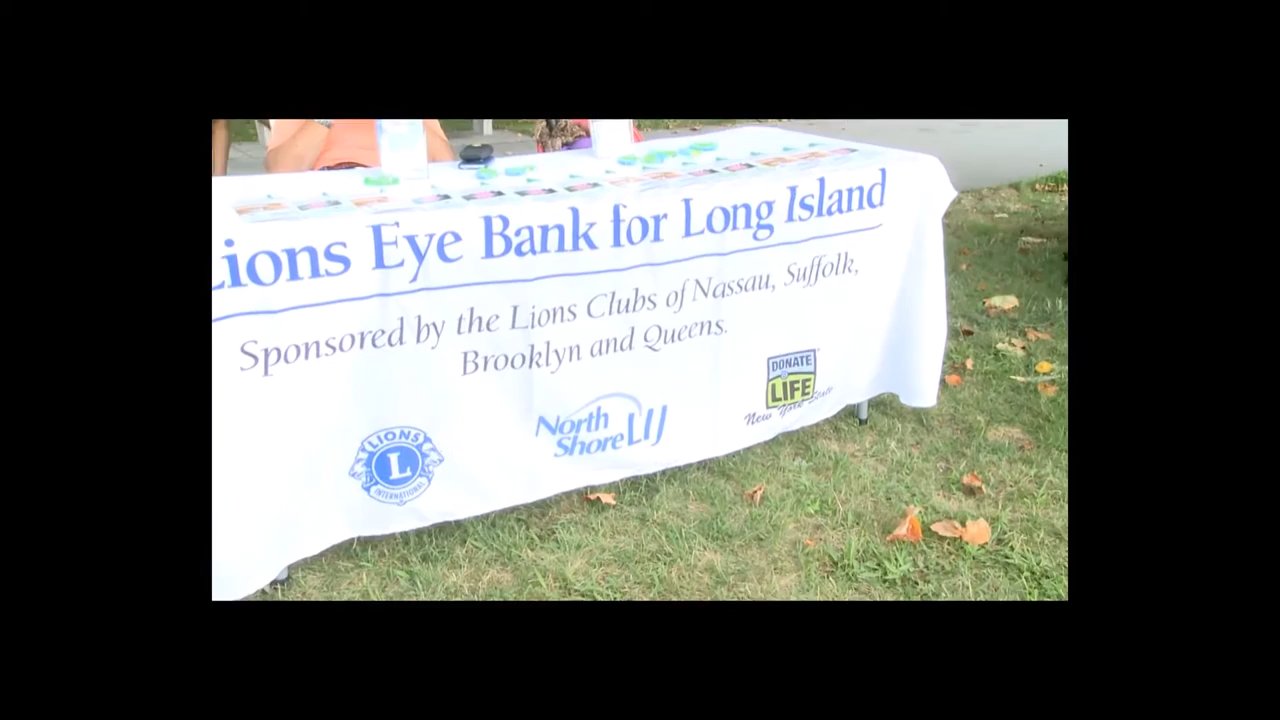 Lions Eye Bank for Long Island
Sponsored by the Lions Clubs of Nassau, Suffolk,
Brooklyn and Queens.
LIONS
L
INTERNATIONAL
North
Shore LIJ
DONATE
LIFE
New York State